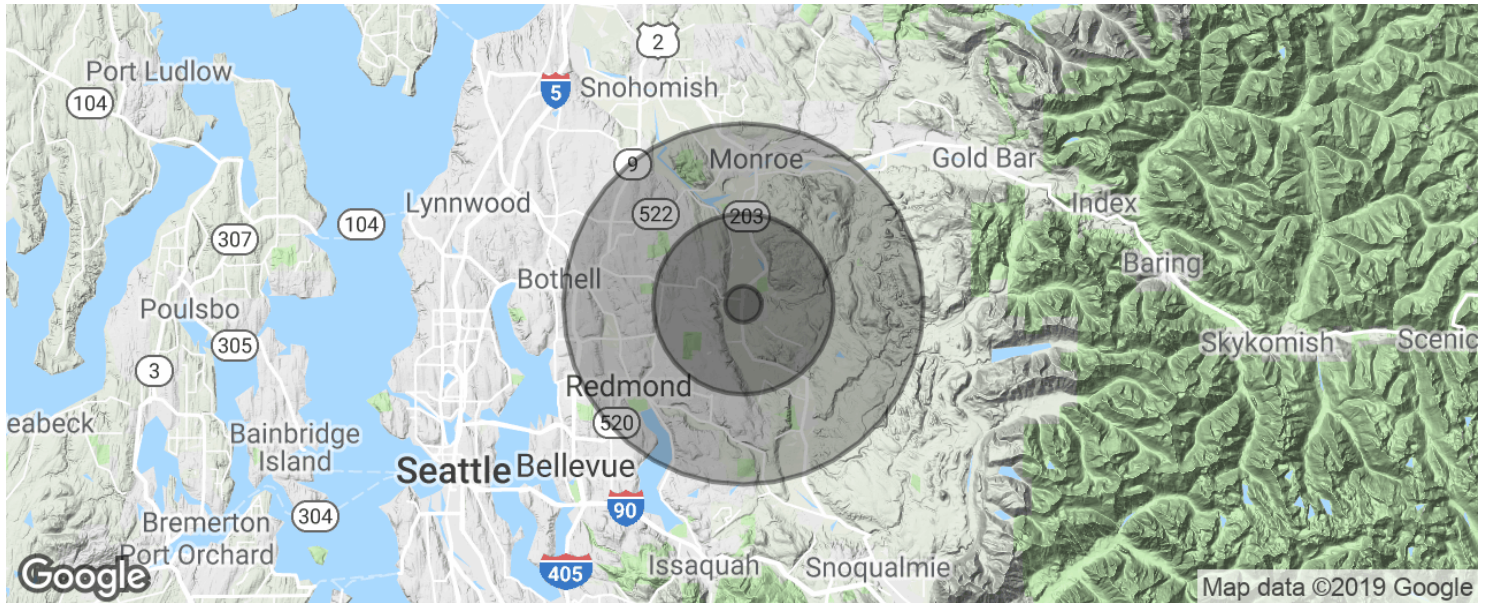 2
Port Ludlow
5
Snohomish
104
9
Monroe
Gold Bar
Lynnwood
522
203
Index
104
307
Bothell
Baring
Poulsbo
305
Skykomish
Scenic
3
Redmond
eabeck
520
Bainbridge
Island
Seattle
Bellevue
304
90
Bremerton
Port Orchard
Issaquah
Snoqualmie
405
Google
Map data ©2019 Google